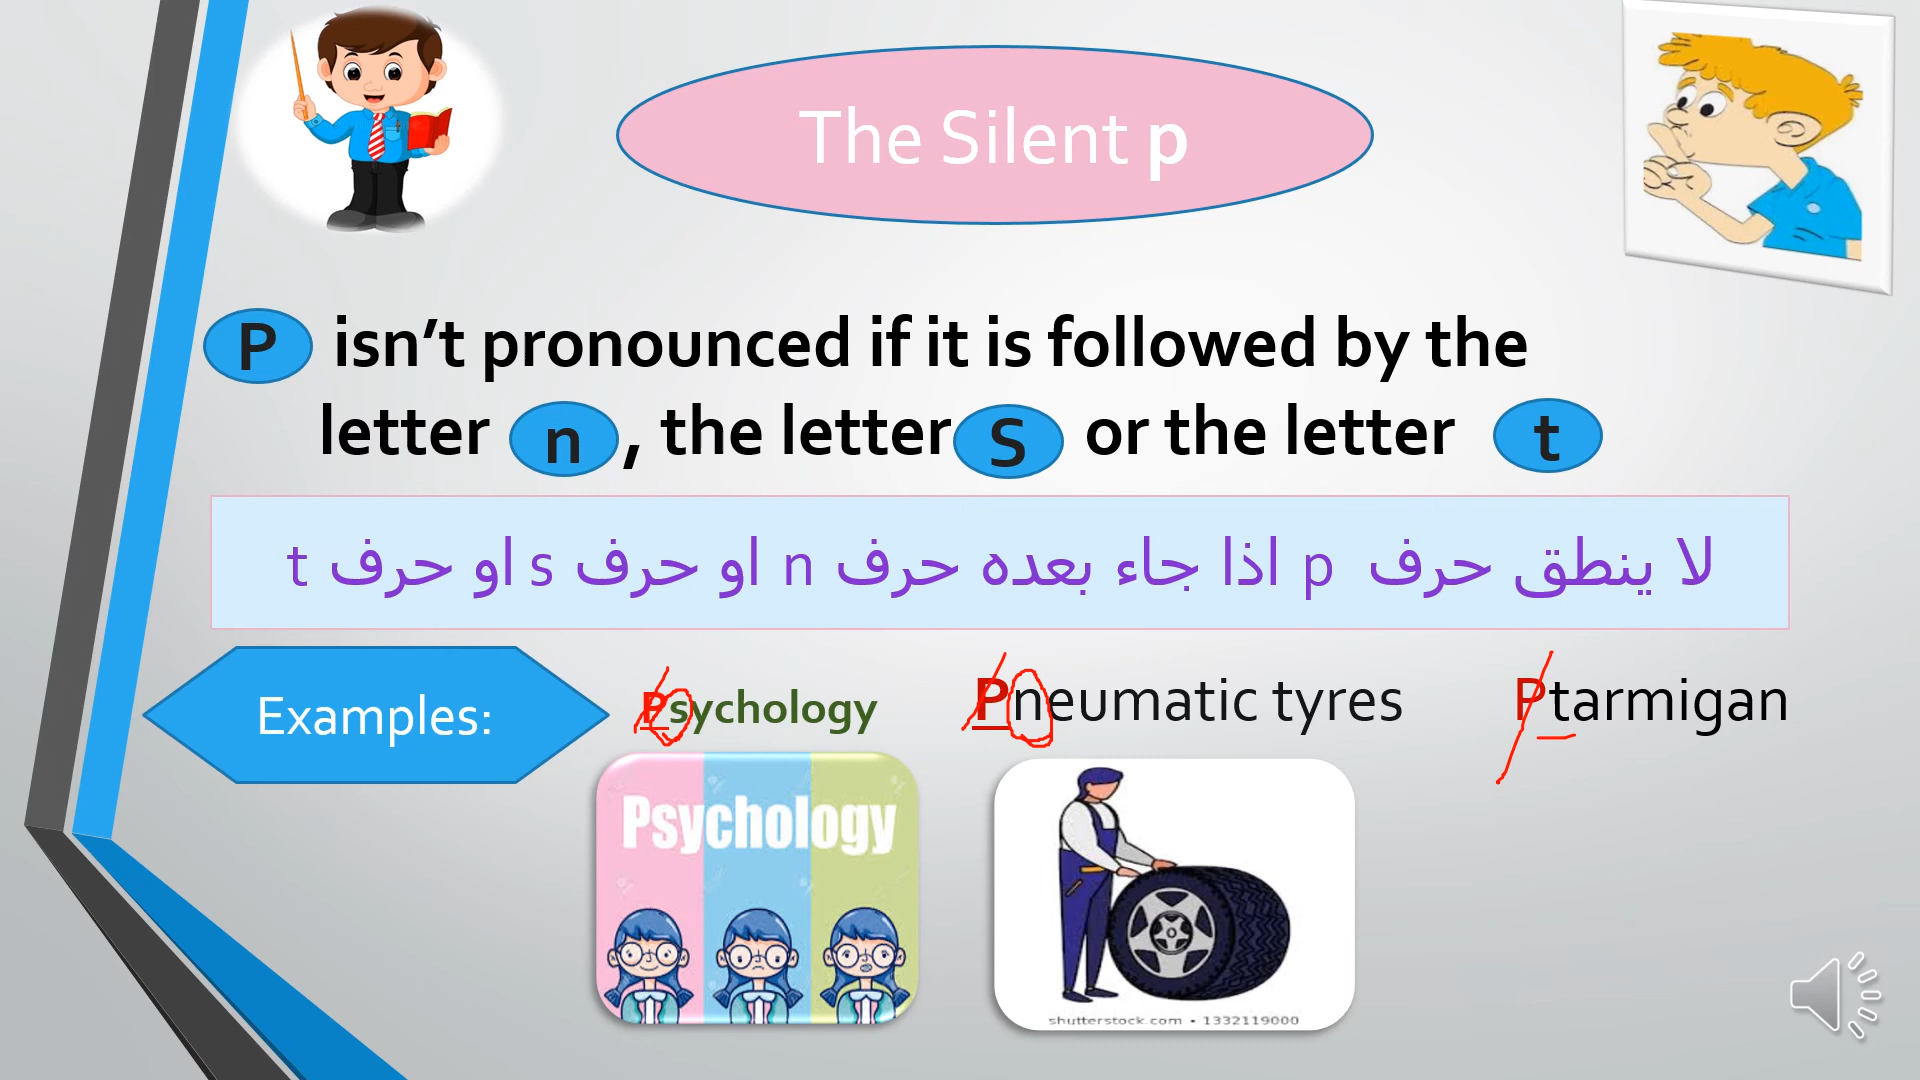 The Silent p
P isn't pronounced if it is followed by the
letter n, the letter S or the letter t
لا ينطق حرف p اذا جاء بعده حرف n او حرف s او حرف t
Examples:
Psychology
Pneumatic tyres
Ptarmigan
Psychology
shutterstock.com • 1332119000